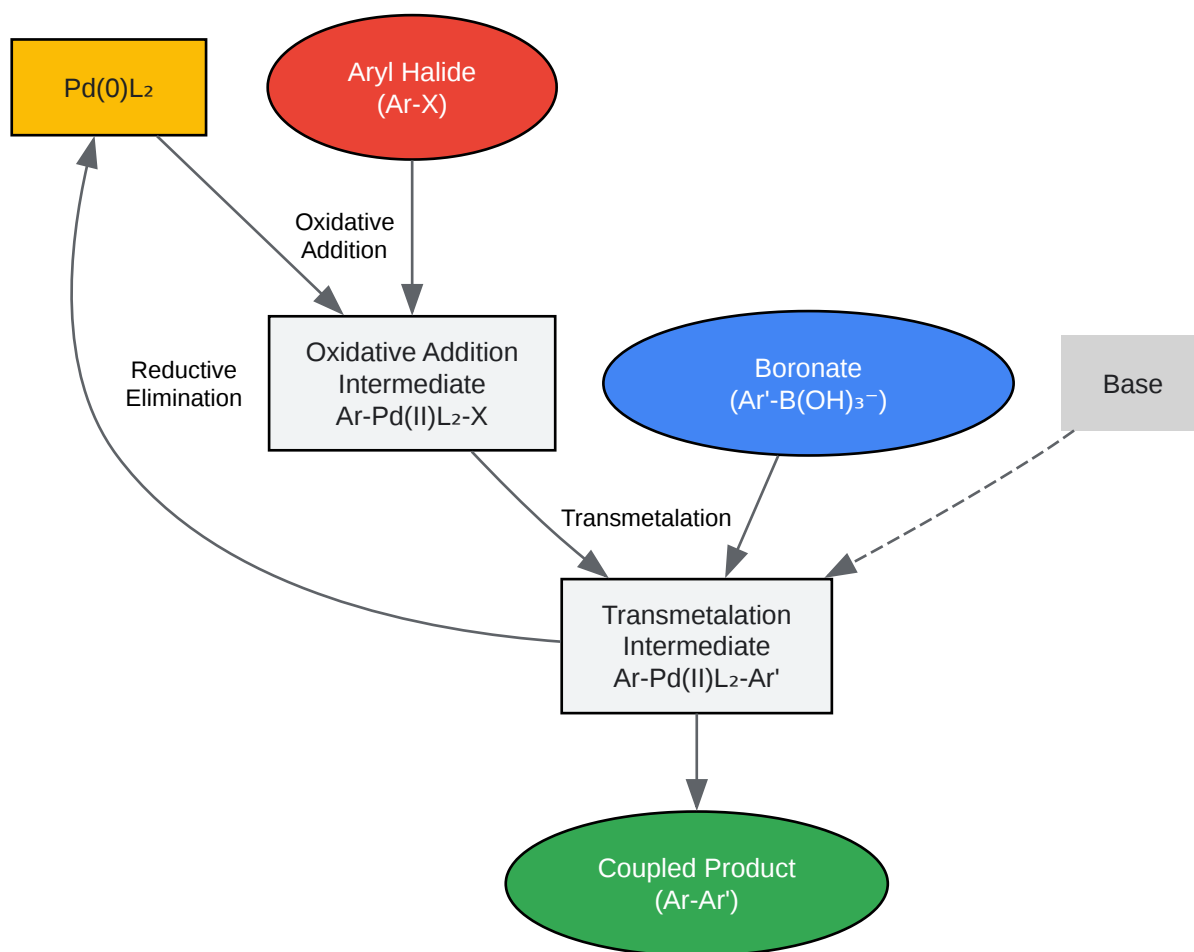 Pd(0)L₂
Aryl Halide
(Ar-X)
Oxidative
Addition
Oxidative Addition
Intermediate
Ar-Pd(II)L₂-X
Reductive
Elimination
Boronate
(Ar'-B(OH)₃⁻)
Base
Transmetalation
Transmetalation
Intermediate
Ar-Pd(II)L₂-Ar'
Coupled Product
(Ar-Ar')